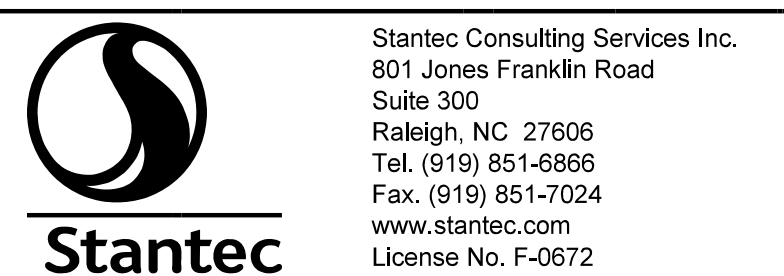 Stantec Consulting Services Inc.
801 Jones Franklin Road
Suite 300
Raleigh, NC  27606
Tel. (919) 851-6866
Fax. (919) 851-7024
www.stantec.com
License No. F-0672
Stantec